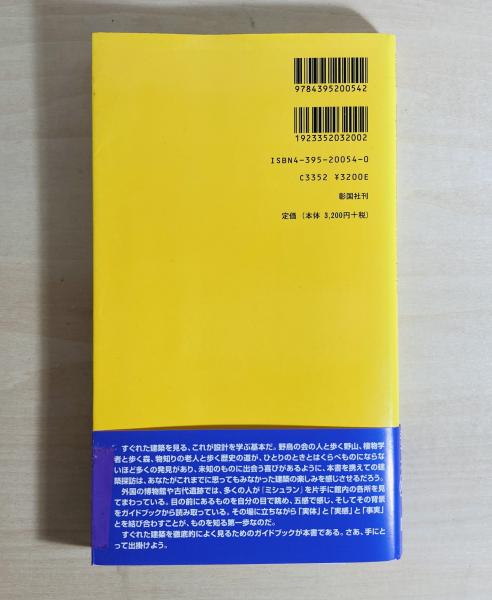 9784395200542
1923352032002
ISBN4-395-20054-0
C3352 ¥3200E
彰国社刊
定価（本体 3,200円+税）
すぐれた建築を見る、これが設計を学ぶ基本だ。野鳥の会の人と歩く野山、植物学
者と歩く森、物知りの老人と歩く歴史の道が、ひとりのときとはくらべものにならな
いほど多くの発見があり、未知のものに出会う喜びがあるように、本書を携えての建
築探訪は、あなたがこれまでに思ってもみなかった建築の楽しみを感じさせるだろう。
外国の博物館や古代遺跡では、多くの人が『ミシュラン』を片手に館内の各所を見
てまわっている。目の前にあるものを自分の目で眺め、五感で感じ、そしてその背景
をガイドブックから読み取っている。その場に立ちながら「実体」と「実感」と「事実」
とを結び合わすことが、ものを知る第一歩なのだ。
すぐれた建築を徹底的によく見るためのガイドブックが本書である。さあ、手にと
って出掛けよう。